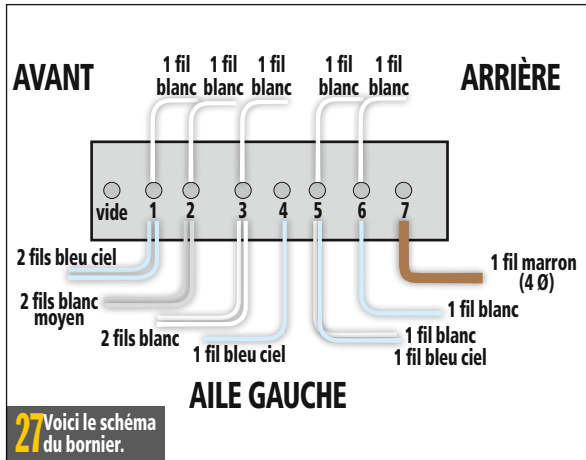 1 fil
blanc
1 fil
blanc
1 fil
blanc
1 fil
blanc
1 fil
blanc
AVANT
ARRIÈRE
vide
1
2
3
4
5
6
7
2 fils bleu ciel
2 fils blanc
moyen
2 fils blanc
1 fil bleu ciel
1 fil marron
(4 Ø)
1 fil blanc
1 fil blanc
1 fil bleu ciel
AILE GAUCHE
27 Voici le schéma
du bornier.